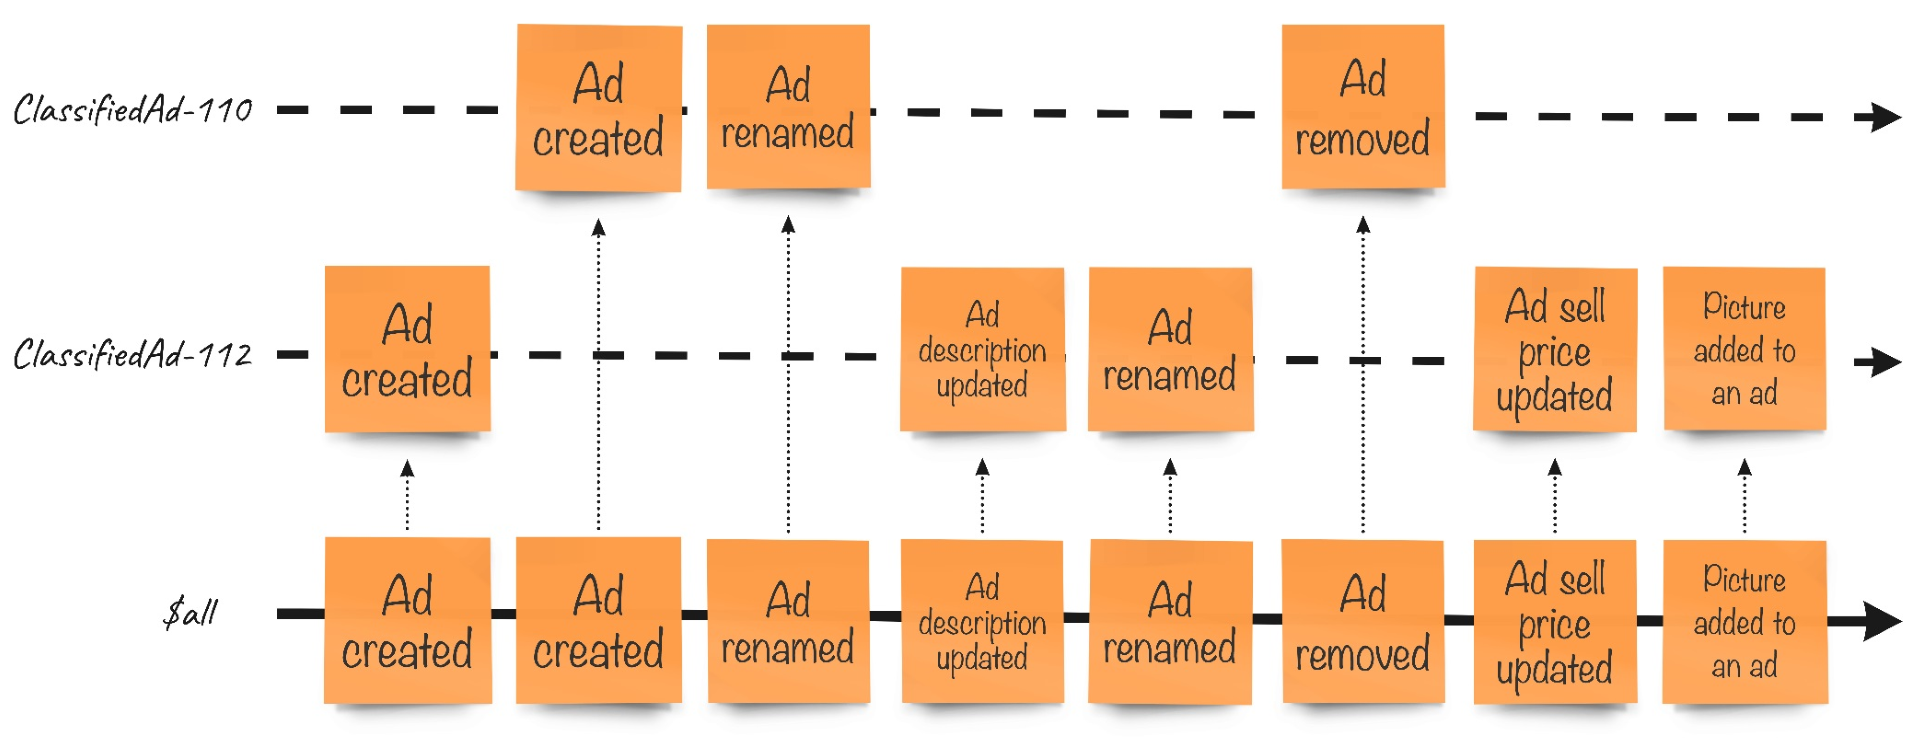 ClassifiedAd-110
Ad
created
Ad
renamed
Ad
removed
ClassifiedAd-112
Ad
created
Ad
description
updated
Ad
renamed
Ad sell
price
updated
Picture
added to
an ad
$all
Ad
created
Ad
created
Ad
renamed
Ad
description
updated
Ad
renamed
Ad
removed
Ad sell
price
updated
Picture
added to
an ad